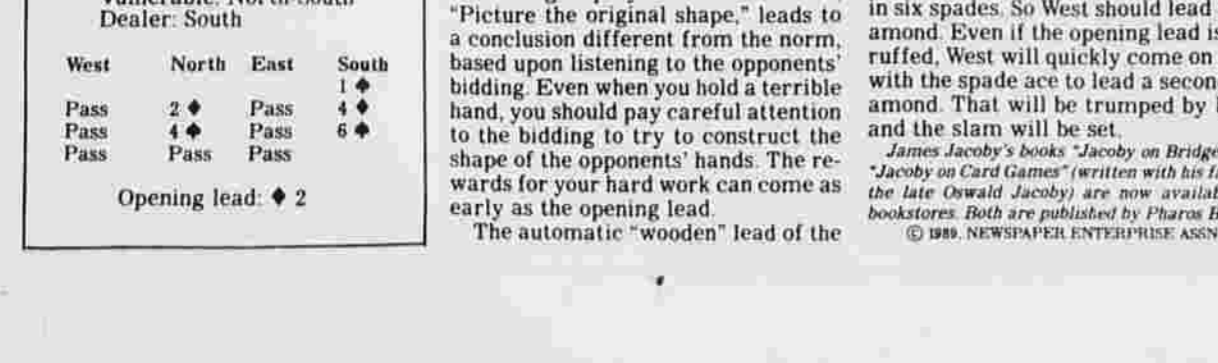 Vulnerable: North-South
Dealer: South
West North East South
1 ♠
Pass 2 ♦ Pass 4 ♦
Pass 4 ♠ Pass 6 ♠
Pass Pass Pass
Opening lead: ♦ 2
"Picture the original shape," leads to
a conclusion different from the norm,
based upon listening to the opponents'
bidding. Even when you hold a terrible
hand, you should pay careful attention
to the bidding to try to construct the
shape of the opponents' hands. The re-
wards for your hard work can come as
early as the opening lead.
The automatic "wooden" lead of the
in six spades. So West should lead
amond. Even if the opening lead is
ruffed, West will quickly come on
with the spade ace to lead a secon
amond. That will be trumped by
and the slam will be set.
James Jacoby's books "Jacoby on Bridge
"Jacoby on Card Games" (written with his f
the late Oswald Jacoby) are now availab
bookstores. Both are published by Pharos B
© 1989, NEWSPAPER ENTERPRISE ASSN